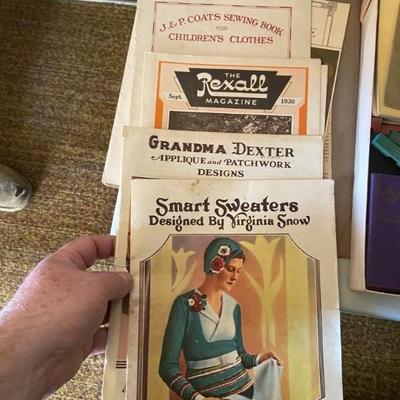 J. & P. COATS SEWING BOOK
FOR
CHILDREN'S CLOTHES
THE
Rexall
MAGAZINE
Sept. 1930
GRANDMA DEXTER
APPLIQUE and PATCHWORK
DESIGNS
Smart Sweaters
Designed By Virginia Snow